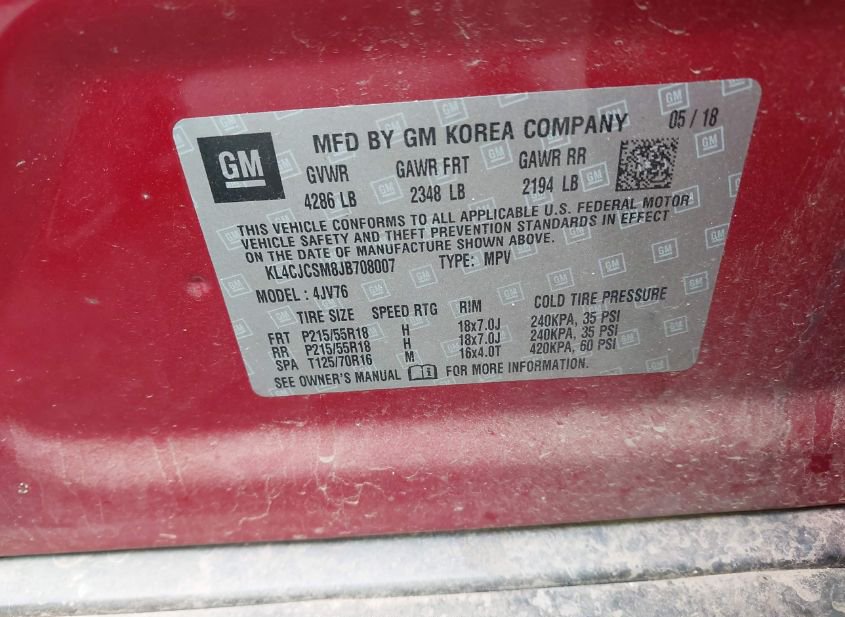 GM
MFD BY GM KOREA COMPANY 05 / 18
GVWR GAWR FRT GAWR RR
4286 LB 2348 LB 2194 LB
THIS VEHICLE CONFORMS TO ALL APPLICABLE U.S. FEDERAL MOTOR
VEHICLE SAFETY AND THEFT PREVENTION STANDARDS IN EFFECT
ON THE DATE OF MANUFACTURE SHOWN ABOVE.
KL4CJCSM8JB708007 TYPE: MPV
MODEL : 4JV76
TIRE SIZE SPEED RTG RIM COLD TIRE PRESSURE
FRT P215/55R18 H 18x7.0J 240KPA, 35 PSI
RR P215/55R18 H 18x7.0J 240KPA, 35 PSI
SPA T125/70R16 M 16x4.0T 420KPA, 60 PSI
SEE OWNER'S MANUAL FOR MORE INFORMATION.